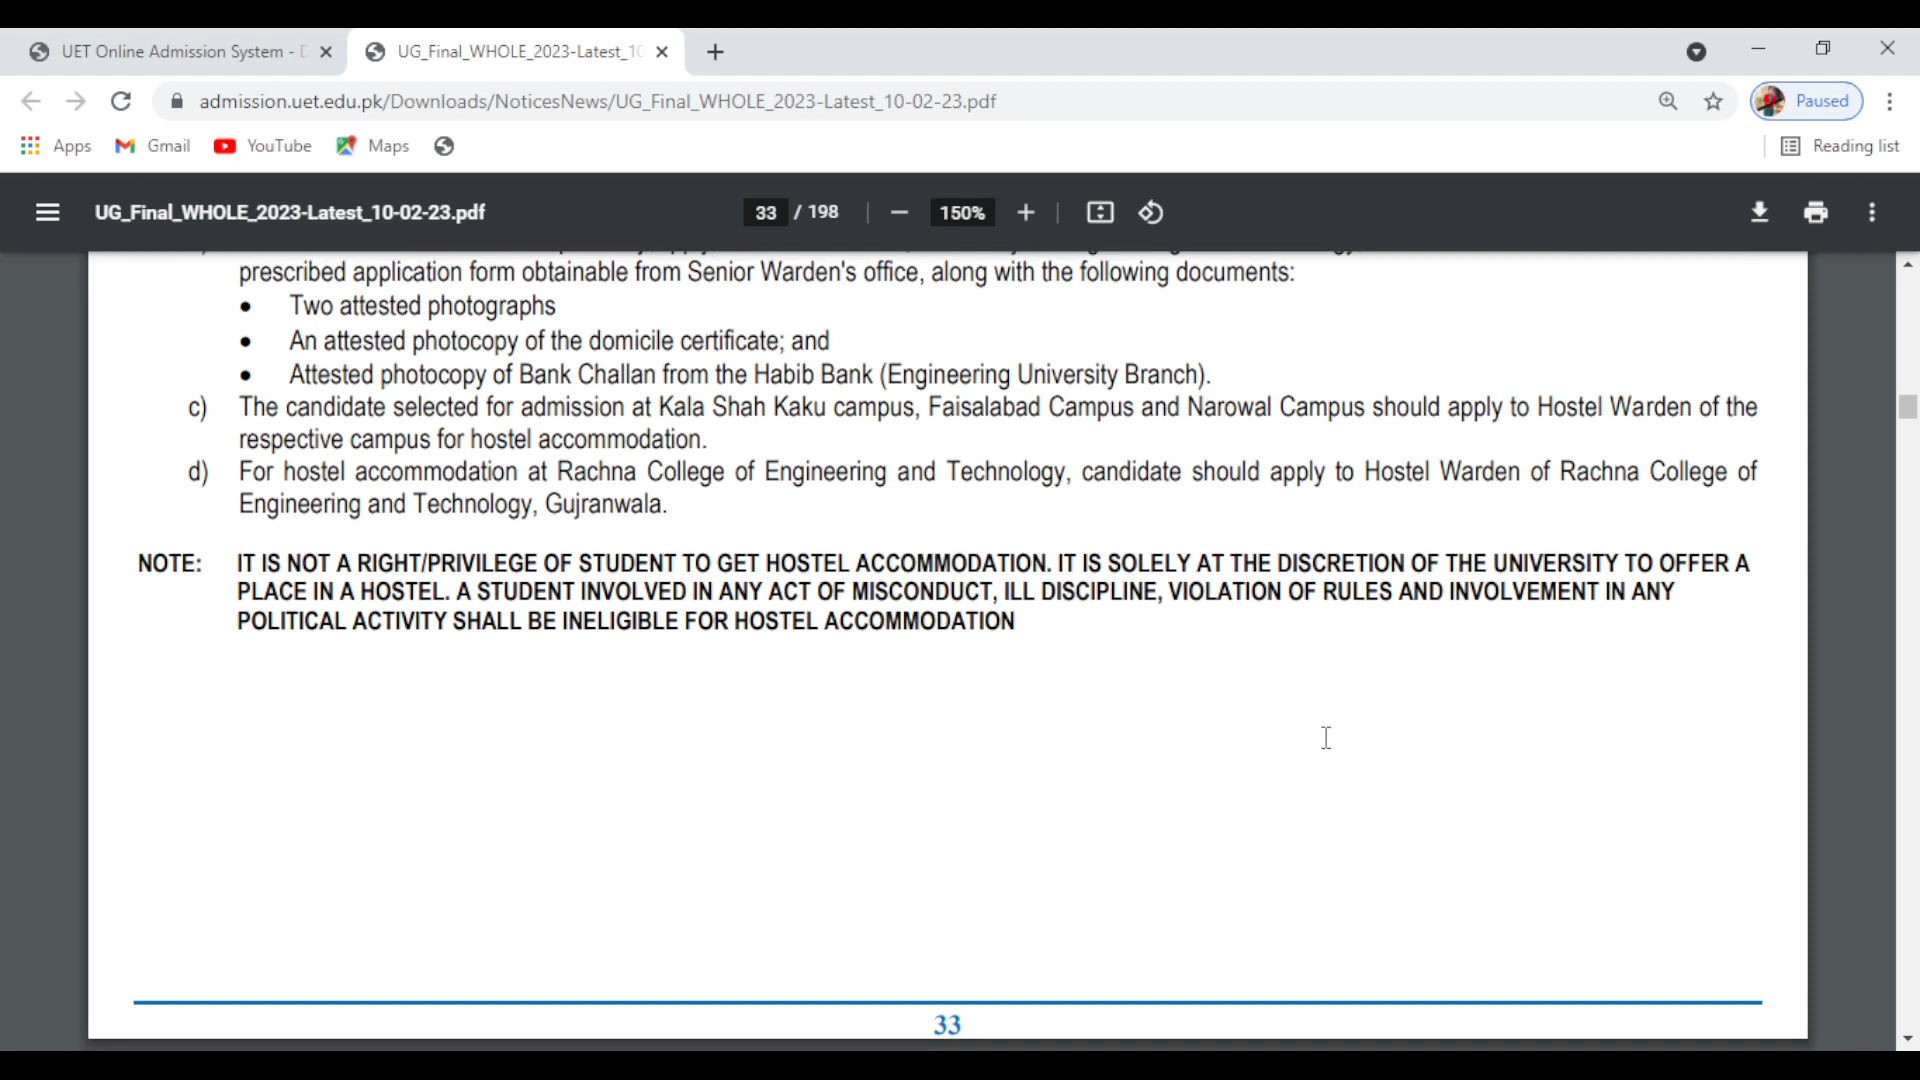 UET Online Admission System -
UG_Final_WHOLE_2023-Latest_10
admission.uet.edu.pk/Downloads/NoticesNews/UG_Final_WHOLE_2023-Latest_10-02-23.pdf
Paused
Apps
Gmail
YouTube
Maps
Reading list
UG_Final_WHOLE_2023-Latest_10-02-23.pdf
33 / 198
150%
prescribed application form obtainable from Senior Warden's office, along with the following documents:
• Two attested photographs
• An attested photocopy of the domicile certificate; and
• Attested photocopy of Bank Challan from the Habib Bank (Engineering University Branch).
c) The candidate selected for admission at Kala Shah Kaku campus, Faisalabad Campus and Narowal Campus should apply to Hostel Warden of the
respective campus for hostel accommodation.
d) For hostel accommodation at Rachna College of Engineering and Technology, candidate should apply to Hostel Warden of Rachna College of
Engineering and Technology, Gujranwala.
NOTE: IT IS NOT A RIGHT/PRIVILEGE OF STUDENT TO GET HOSTEL ACCOMMODATION. IT IS SOLELY AT THE DISCRETION OF THE UNIVERSITY TO OFFER A
PLACE IN A HOSTEL. A STUDENT INVOLVED IN ANY ACT OF MISCONDUCT, ILL DISCIPLINE, VIOLATION OF RULES AND INVOLVEMENT IN ANY
POLITICAL ACTIVITY SHALL BE INELIGIBLE FOR HOSTEL ACCOMMODATION
33